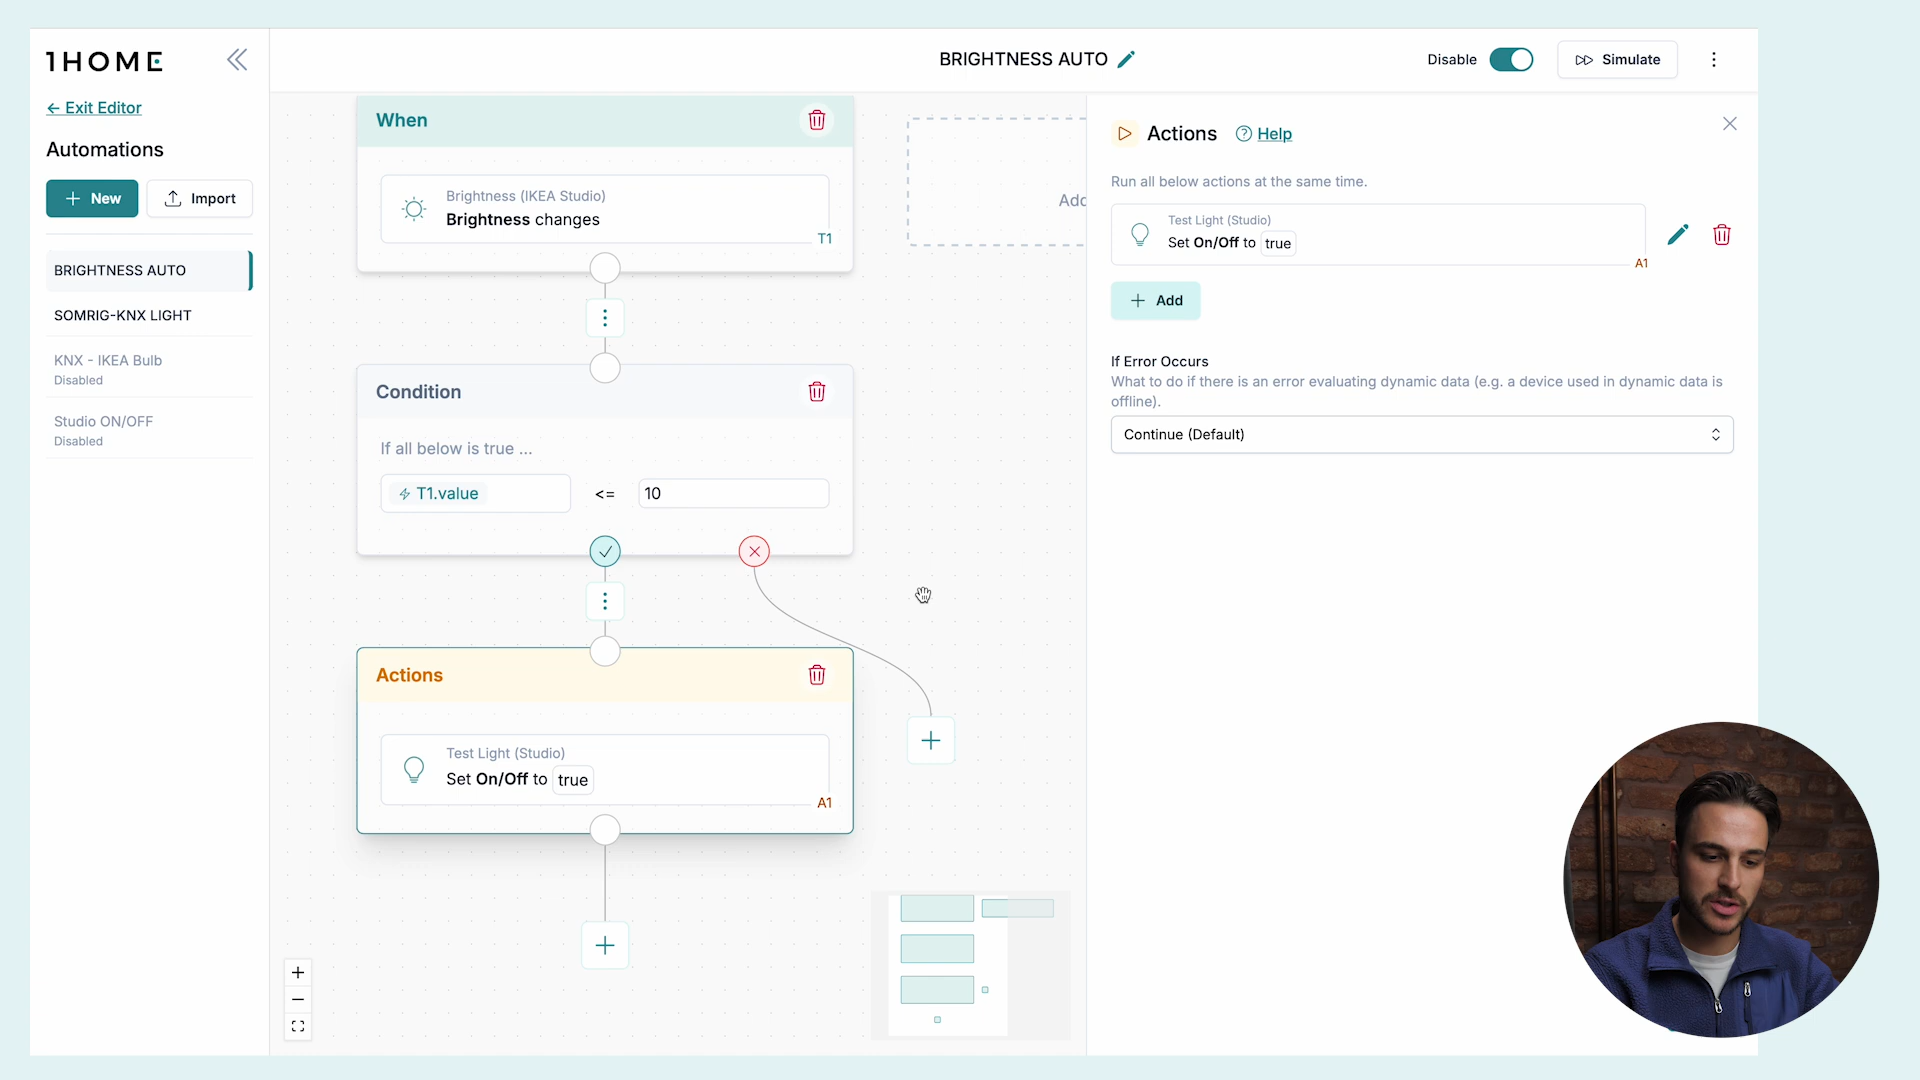 1HOME
← Exit Editor
Automations
New
Import
BRIGHTNESS AUTO
SOMRIG-KNX LIGHT
KNX - IKEA Bulb
Disabled
Studio ON/OFF
Disabled
BRIGHTNESS AUTO
Disable
Simulate
When
Brightness (IKEA Studio)
Brightness changes
T1
Add
Condition
If all below is true ...
T1.value
<=
10
Actions
Test Light (Studio)
Set On/Off to true
A1
Actions
Help
Run all below actions at the same time.
Test Light (Studio)
Set On/Off to true
A1
Add
If Error Occurs
What to do if there is an error evaluating dynamic data (e.g. a device used in dynamic data is
offline).
Continue (Default)